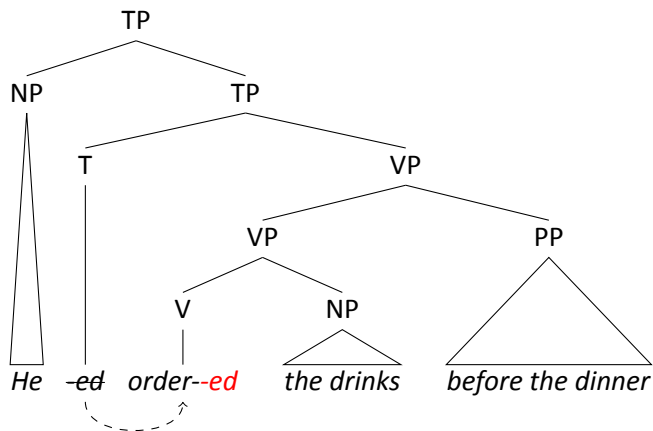 TP
NP TP
T VP
VP PP
V NP
He -ed order--ed the drinks before the dinner